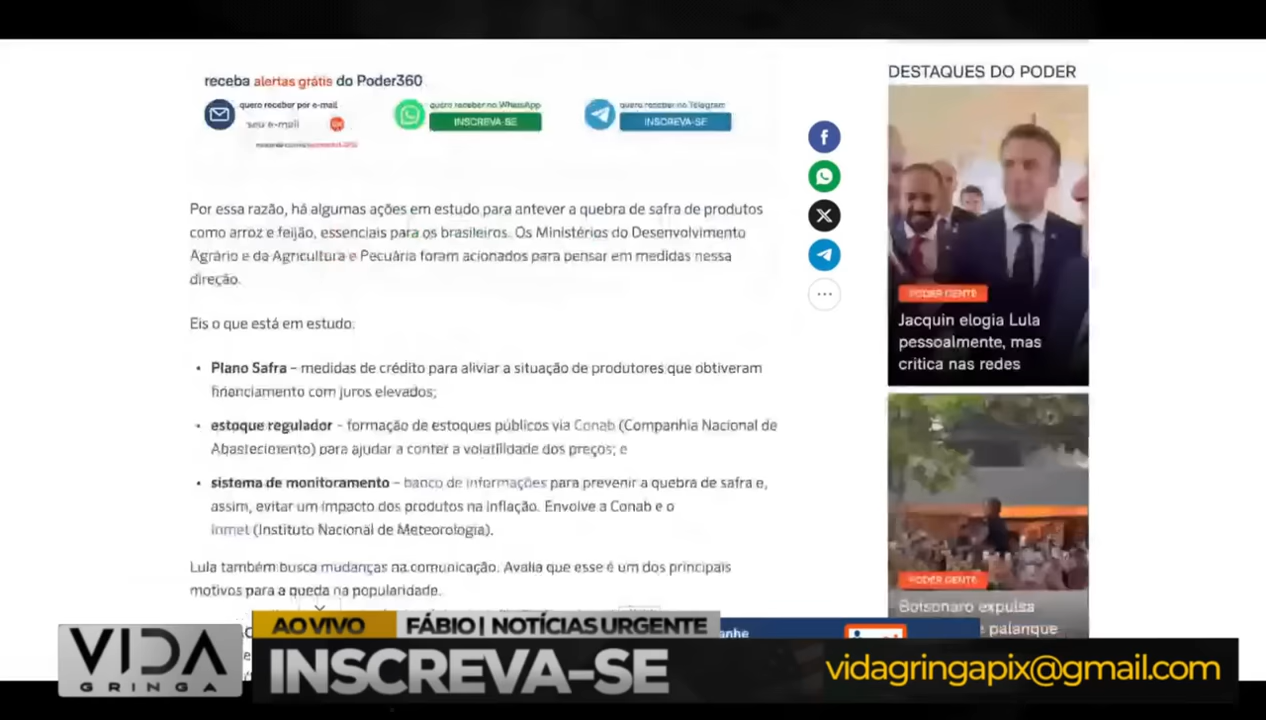 receba alertas grátis do Poder360
quero receber por e-mail
seu e-mail
quero receber no WhatsApp
INSCREVA-SE
quero receber no Telegram
INSCREVA-SE
Por essa razão, há algumas ações em estudo para antever a quebra de safra de produtos
como arroz e feijão, essenciais para os brasileiros. Os Ministérios do Desenvolvimento
Agrário e da Agricultura e Pecuária foram acionados para pensar em medidas nessa
direção.
Eis o que está em estudo:
• Plano Safra – medidas de crédito para aliviar a situação de produtores que obtiveram
financiamento com juros elevados;
• estoque regulador – formação de estoques públicos via Conab (Companhia Nacional de
Abastecimento) para ajudar a conter a volatilidade dos preços; e
• sistema de monitoramento – banco de informações para prevenir a quebra de safra e,
assim, evitar um impacto dos produtos na inflação. Envolve a Conab e o
Inmet (Instituto Nacional de Meteorologia).
Lula também busca mudanças na comunicação. Avalia que esse é um dos principais
motivos para a queda na popularidade.
DESTAQUES DO PODER
PODER GENTE
Jacquin elogia Lula
pessoalmente, mas
critica nas redes
PODER GENTE
Bolsonaro expulsa
e palanque
VIDA
GRINGA
AO VIVO
FÁBIO | NOTÍCIAS URGENTE
INSCREVA-SE
vidagringapix@gmail.com